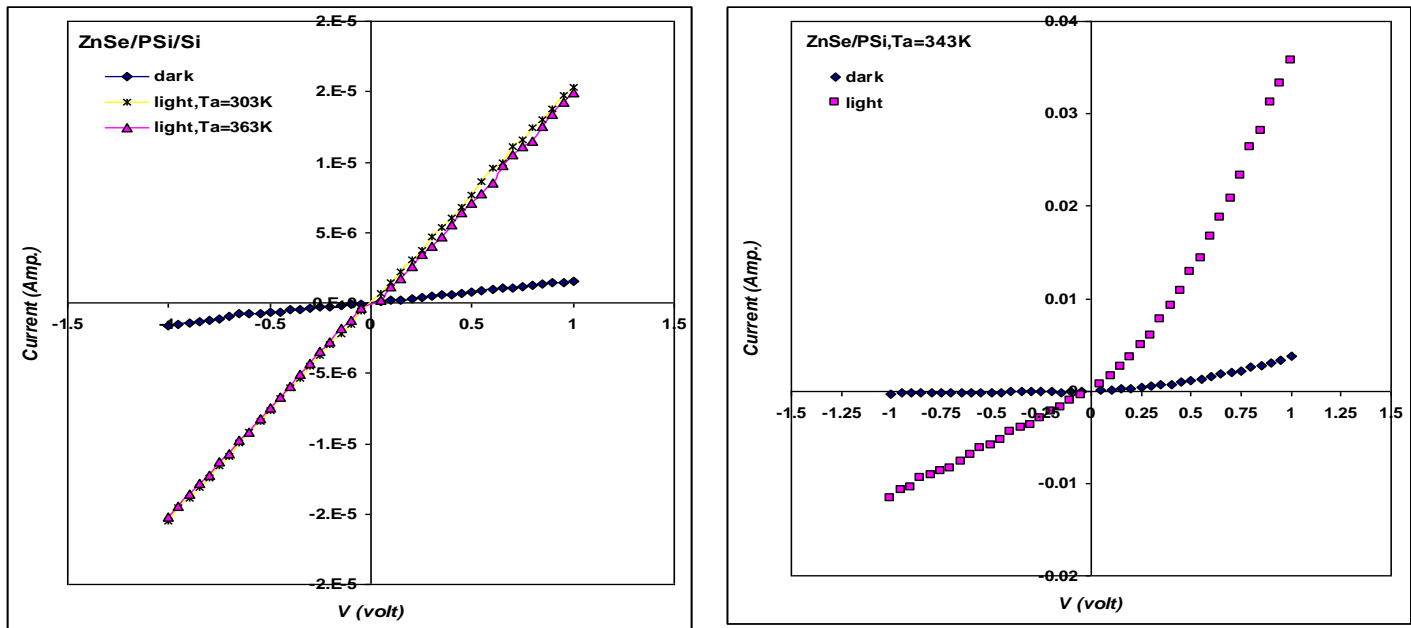 ZnSe/PSi/Si
dark
light,Ta=303K
light,Ta=363K
2.E-5
2.E-5
1.E-5
5.E-6
0.E+0
-5.E-6
-1.E-5
-2.E-5
-2.E-5
-1.5
-1
-0.5
0
0.5
1
1.5
Current (Amp.)
V (volt)
ZnSe/PSi,Ta=343K
dark
light
0.04
0.03
0.02
0.01
0
-0.01
-0.02
-1.5
-1.25
-1
-0.75
-0.5
-0.25
0
0.25
0.5
0.75
1
1.25
1.5
Current (Amp.)
V (volt)